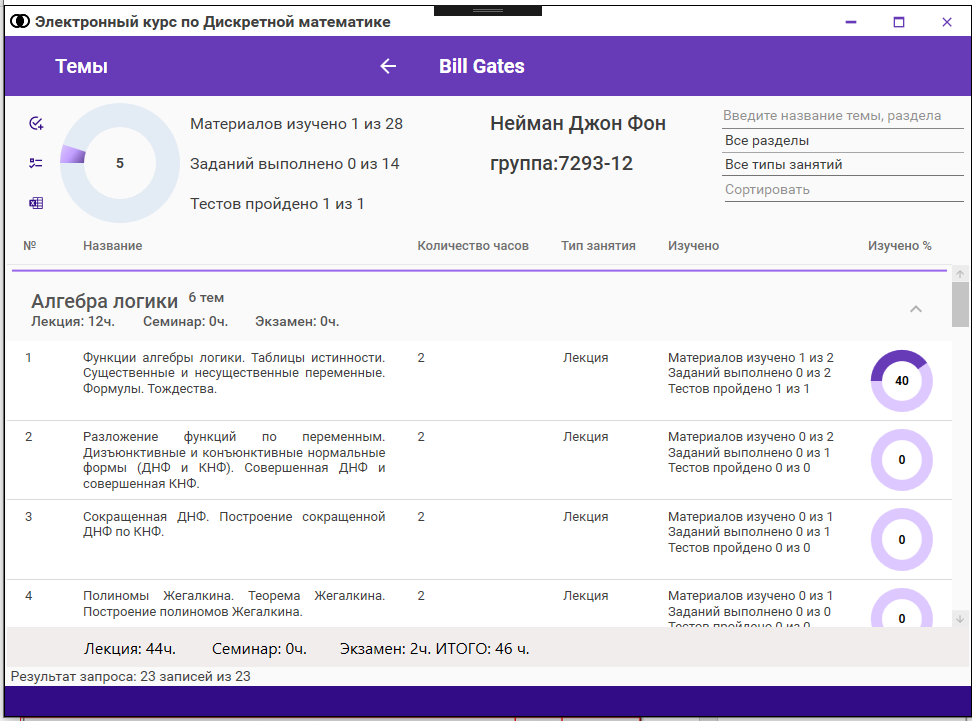 Электронный курс по Дискретной математике
Темы
Bill Gates
5
Материалов изучено 1 из 28
Заданий выполнено 0 из 14
Тестов пройдено 1 из 1
Нейман Джон Фон
группа:7293-12
Введите название темы, раздела
Все разделы
Все типы занятий
Сортировать
№ Название Количество часов Тип занятия Изучено Изучено %
Алгебра логики 6 тем
Лекция: 12ч. Семинар: 0ч. Экзамен: 0ч.
1
Функции алгебры логики. Таблицы истинности.
Существенные и несущественные переменные.
Формулы. Тождества.
2
Лекция
Материалов изучено 1 из 2
Заданий выполнено 0 из 2
Тестов пройдено 1 из 1
40
2
Разложение функций по переменным.
Дизъюнктивные и конъюнктивные нормальные
формы (ДНФ и КНФ). Совершенная ДНФ и
совершенная КНФ.
2
Лекция
Материалов изучено 0 из 2
Заданий выполнено 0 из 1
Тестов пройдено 0 из 0
0
3
Сокращенная ДНФ. Построение сокращенной
ДНФ по КНФ.
2
Лекция
Материалов изучено 0 из 1
Заданий выполнено 0 из 1
Тестов пройдено 0 из 0
0
4
Полиномы Жегалкина. Теорема Жегалкина.
Построение полиномов Жегалкина.
2
Лекция
Материалов изучено 0 из 1
Заданий выполнено 0 из 0
Тестов пройдено 0 из 0
0
Лекция: 44ч. Семинар: 0ч. Экзамен: 2ч. ИТОГО: 46 ч.
Результат запроса: 23 записей из 23